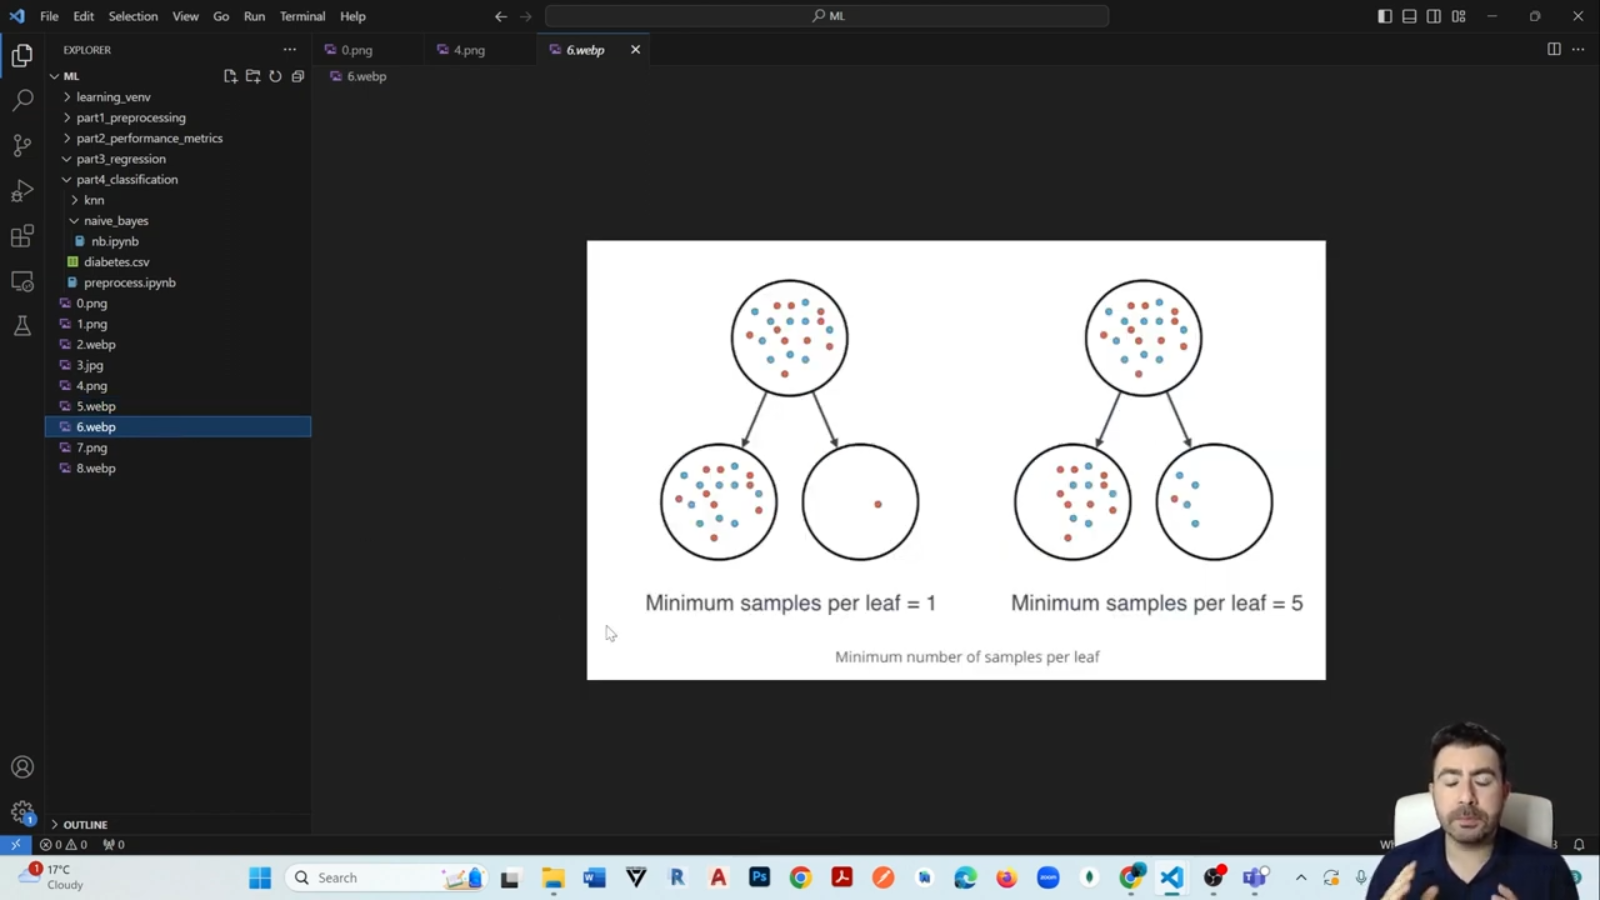 File Edit Selection View Go Run Terminal Help
ML
EXPLORER
0.png
4.png
6.webp
ML
6.webp
learning_venv
part1_preprocessing
part2_performance_metrics
part3_regression
part4_classification
knn
naive_bayes
nb.ipynb
diabetes.csv
preprocess.ipynb
0.png
1.png
2.webp
3.jpg
4.png
5.webp
6.webp
7.png
8.webp
Minimum samples per leaf = 1
Minimum samples per leaf = 5
Minimum number of samples per leaf
OUTLINE
1
0 0 0
1
17°C
Cloudy
Search